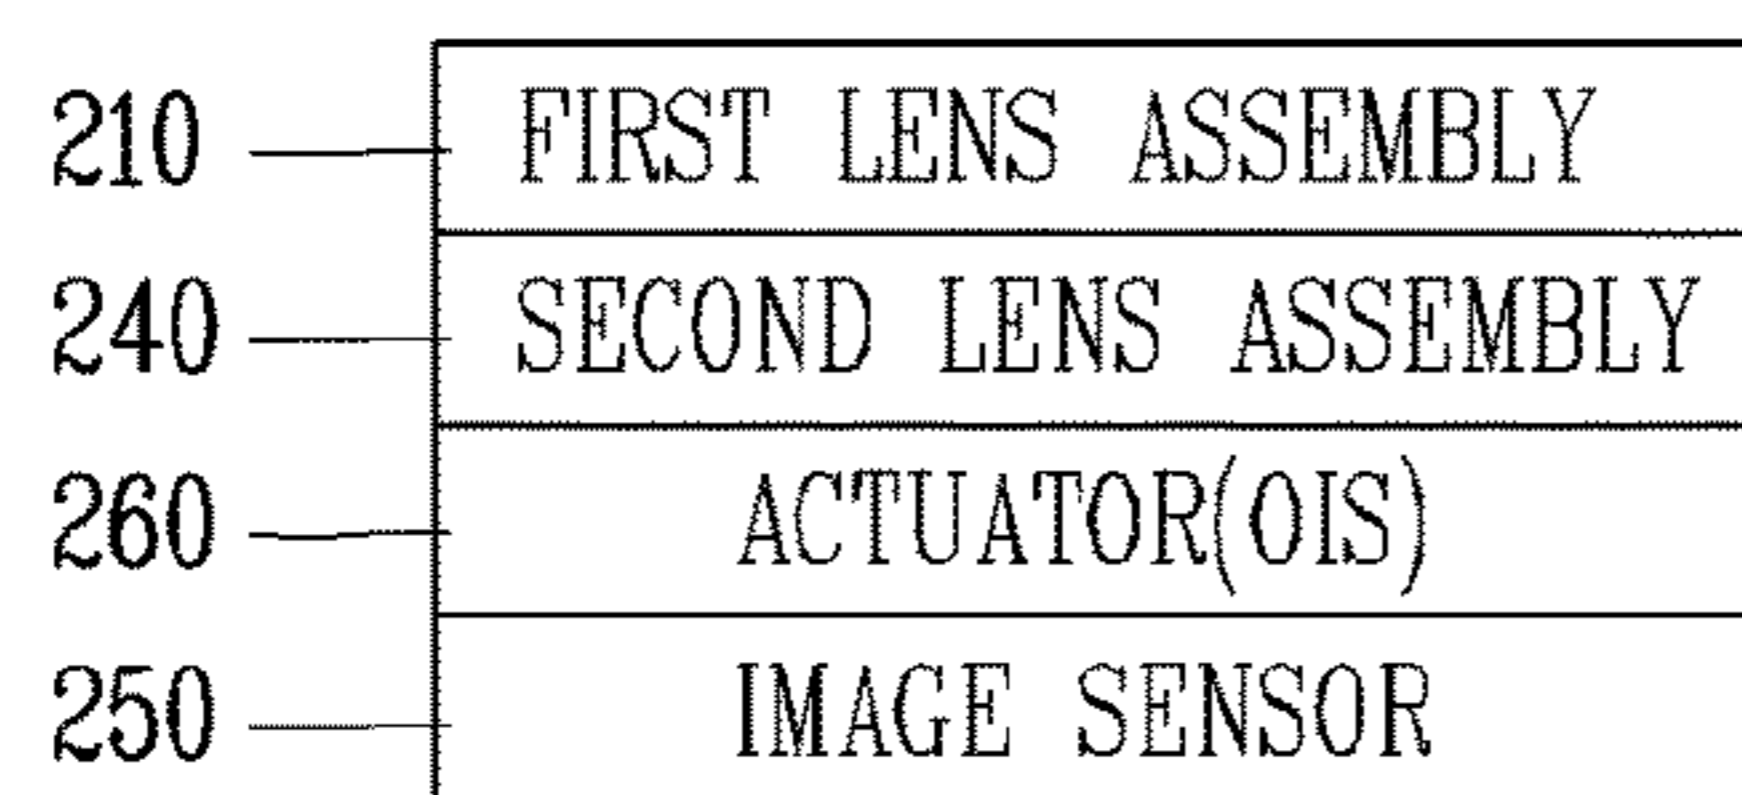 210 FIRST LENS ASSEMBLY
240 SECOND LENS ASSEMBLY
260 ACTUATOR(OIS)
250 IMAGE SENSOR